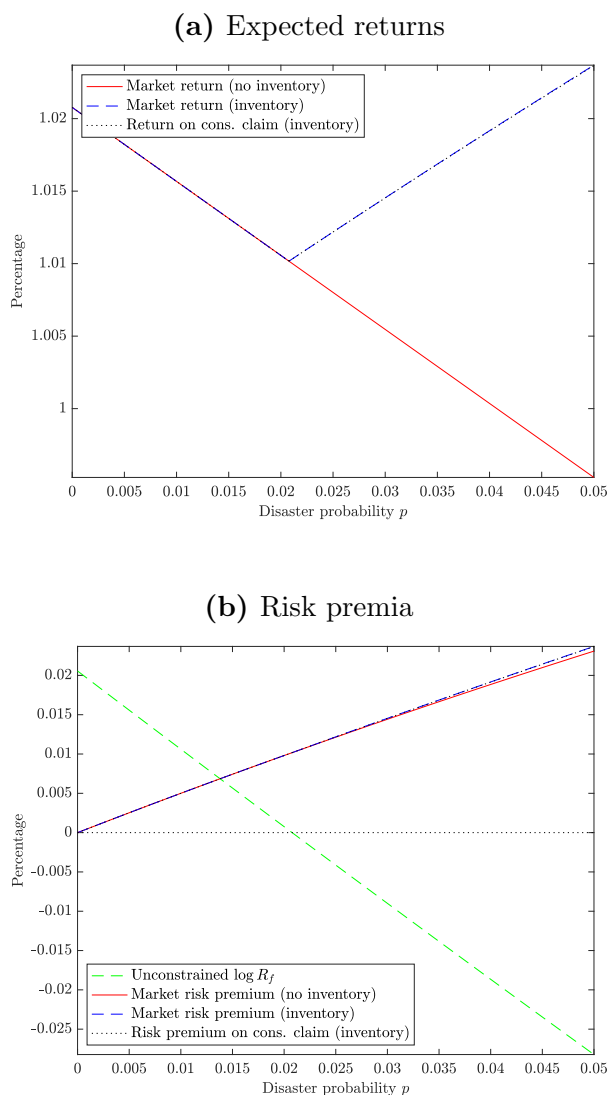 (a) Expected returns
Market return (no inventory)
Market return (inventory)
Return on cons. claim (inventory)
1.02
1.015
1.01
1.005
1
Percentage
0 0.005 0.01 0.015 0.02 0.025 0.03 0.035 0.04 0.045 0.05
Disaster probability p
(b) Risk premia
0.02
0.015
0.01
0.005
0
-0.005
-0.01
-0.015
-0.02
-0.025
Percentage
Unconstrained log R_f
Market risk premium (no inventory)
Market risk premium (inventory)
Risk premium on cons. claim (inventory)
0 0.005 0.01 0.015 0.02 0.025 0.03 0.035 0.04 0.045 0.05
Disaster probability p